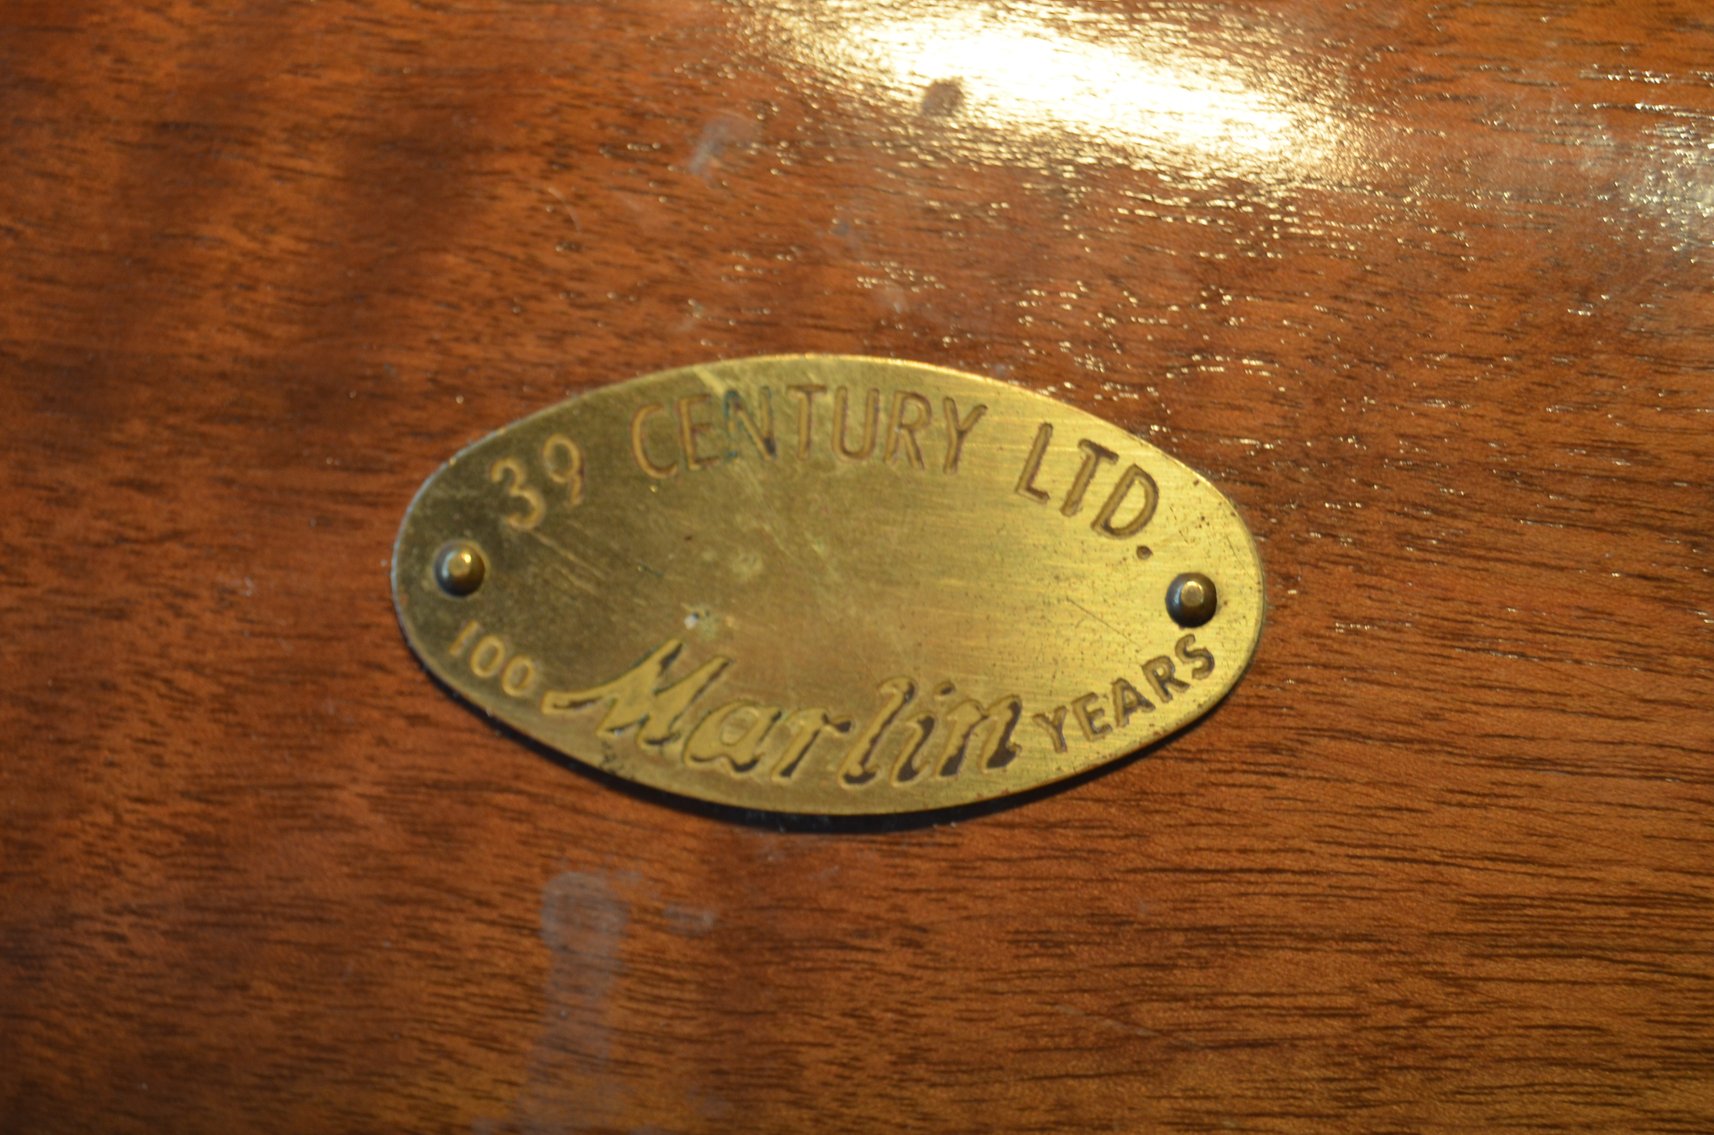 39 CENTURY LTD.
100 Marlin YEARS